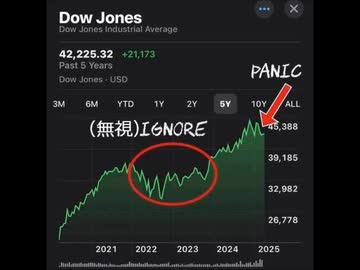 Dow Jones
Dow Jones Industrial Average
42,225.32 +21,173
Past 5 Years
Dow Jones · USD
PANIC
3M 6M YTD 1Y 2Y 5Y 10Y ALL
(無視)IGNORE
45,388
39,185
32,982
26,778
2021 2022 2023 2024 2025